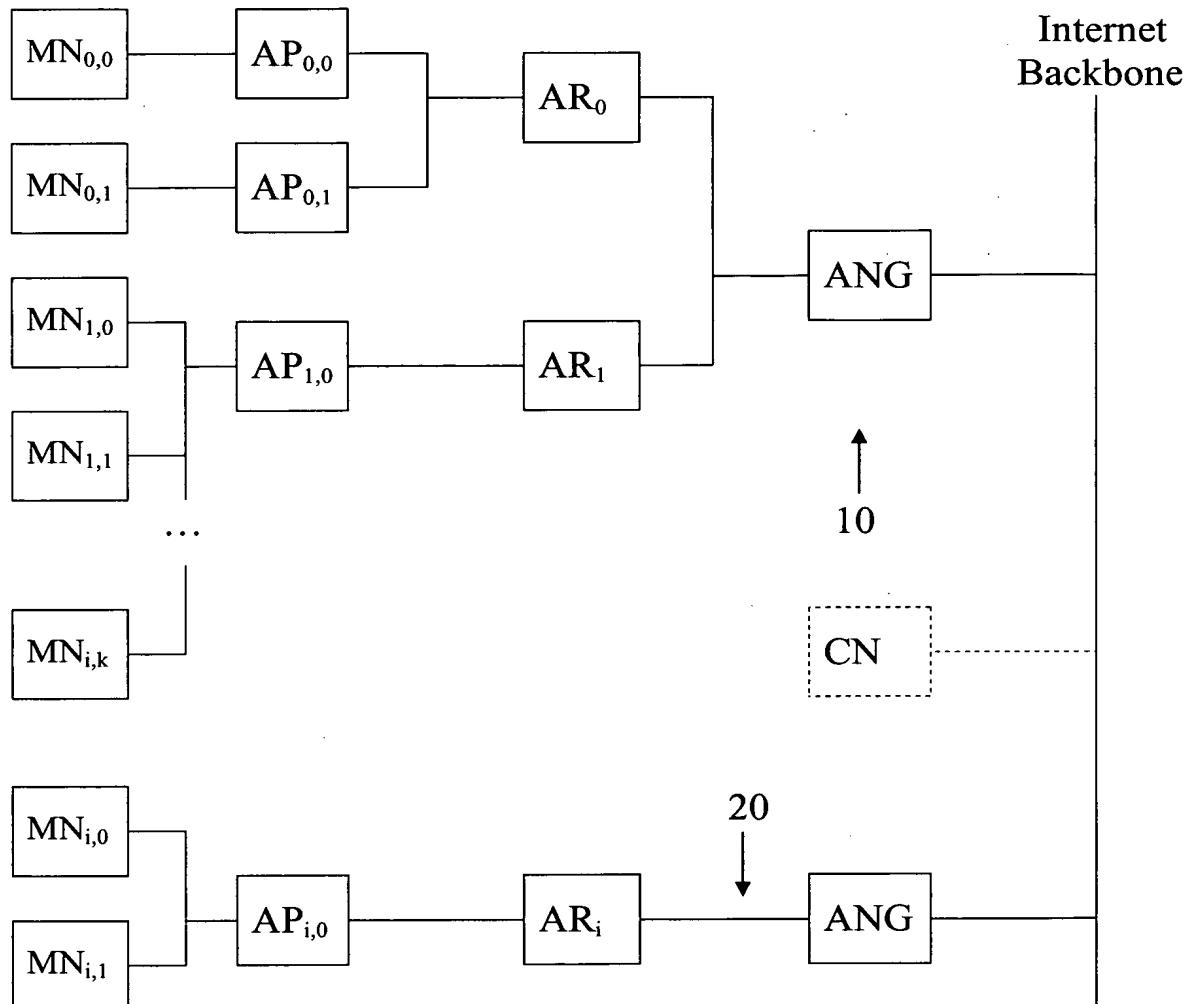 Internet
Backbone
MN0,0
AP0,0
AR0
MN0,1
AP0,1
ANG
MN1,0
AP1,0
AR1
MN1,1
10
...
MNi,k
CN
20
MNi,0
APi,0
ARi
ANG
MNi,1